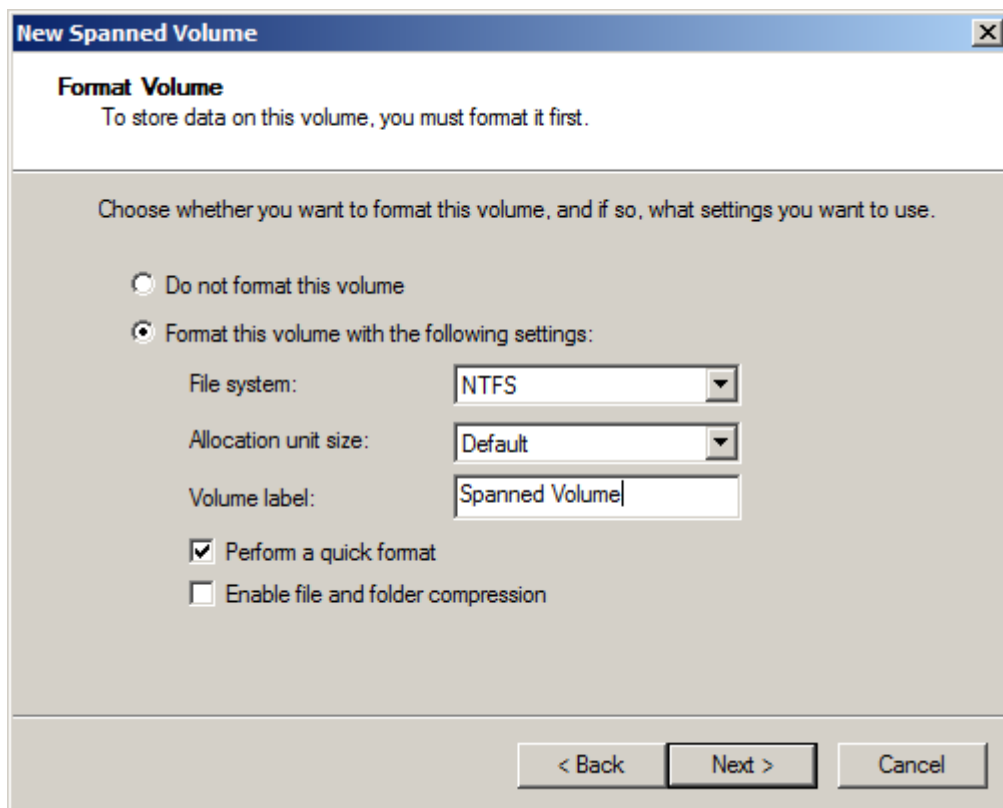 New Spanned Volume
Format Volume
To store data on this volume, you must format it first.
Choose whether you want to format this volume, and if so, what settings you want to use.
Do not format this volume
Format this volume with the following settings:
File system: NTFS
Allocation unit size: Default
Volume label: Spanned Volume
Perform a quick format
Enable file and folder compression
< Back Next > Cancel